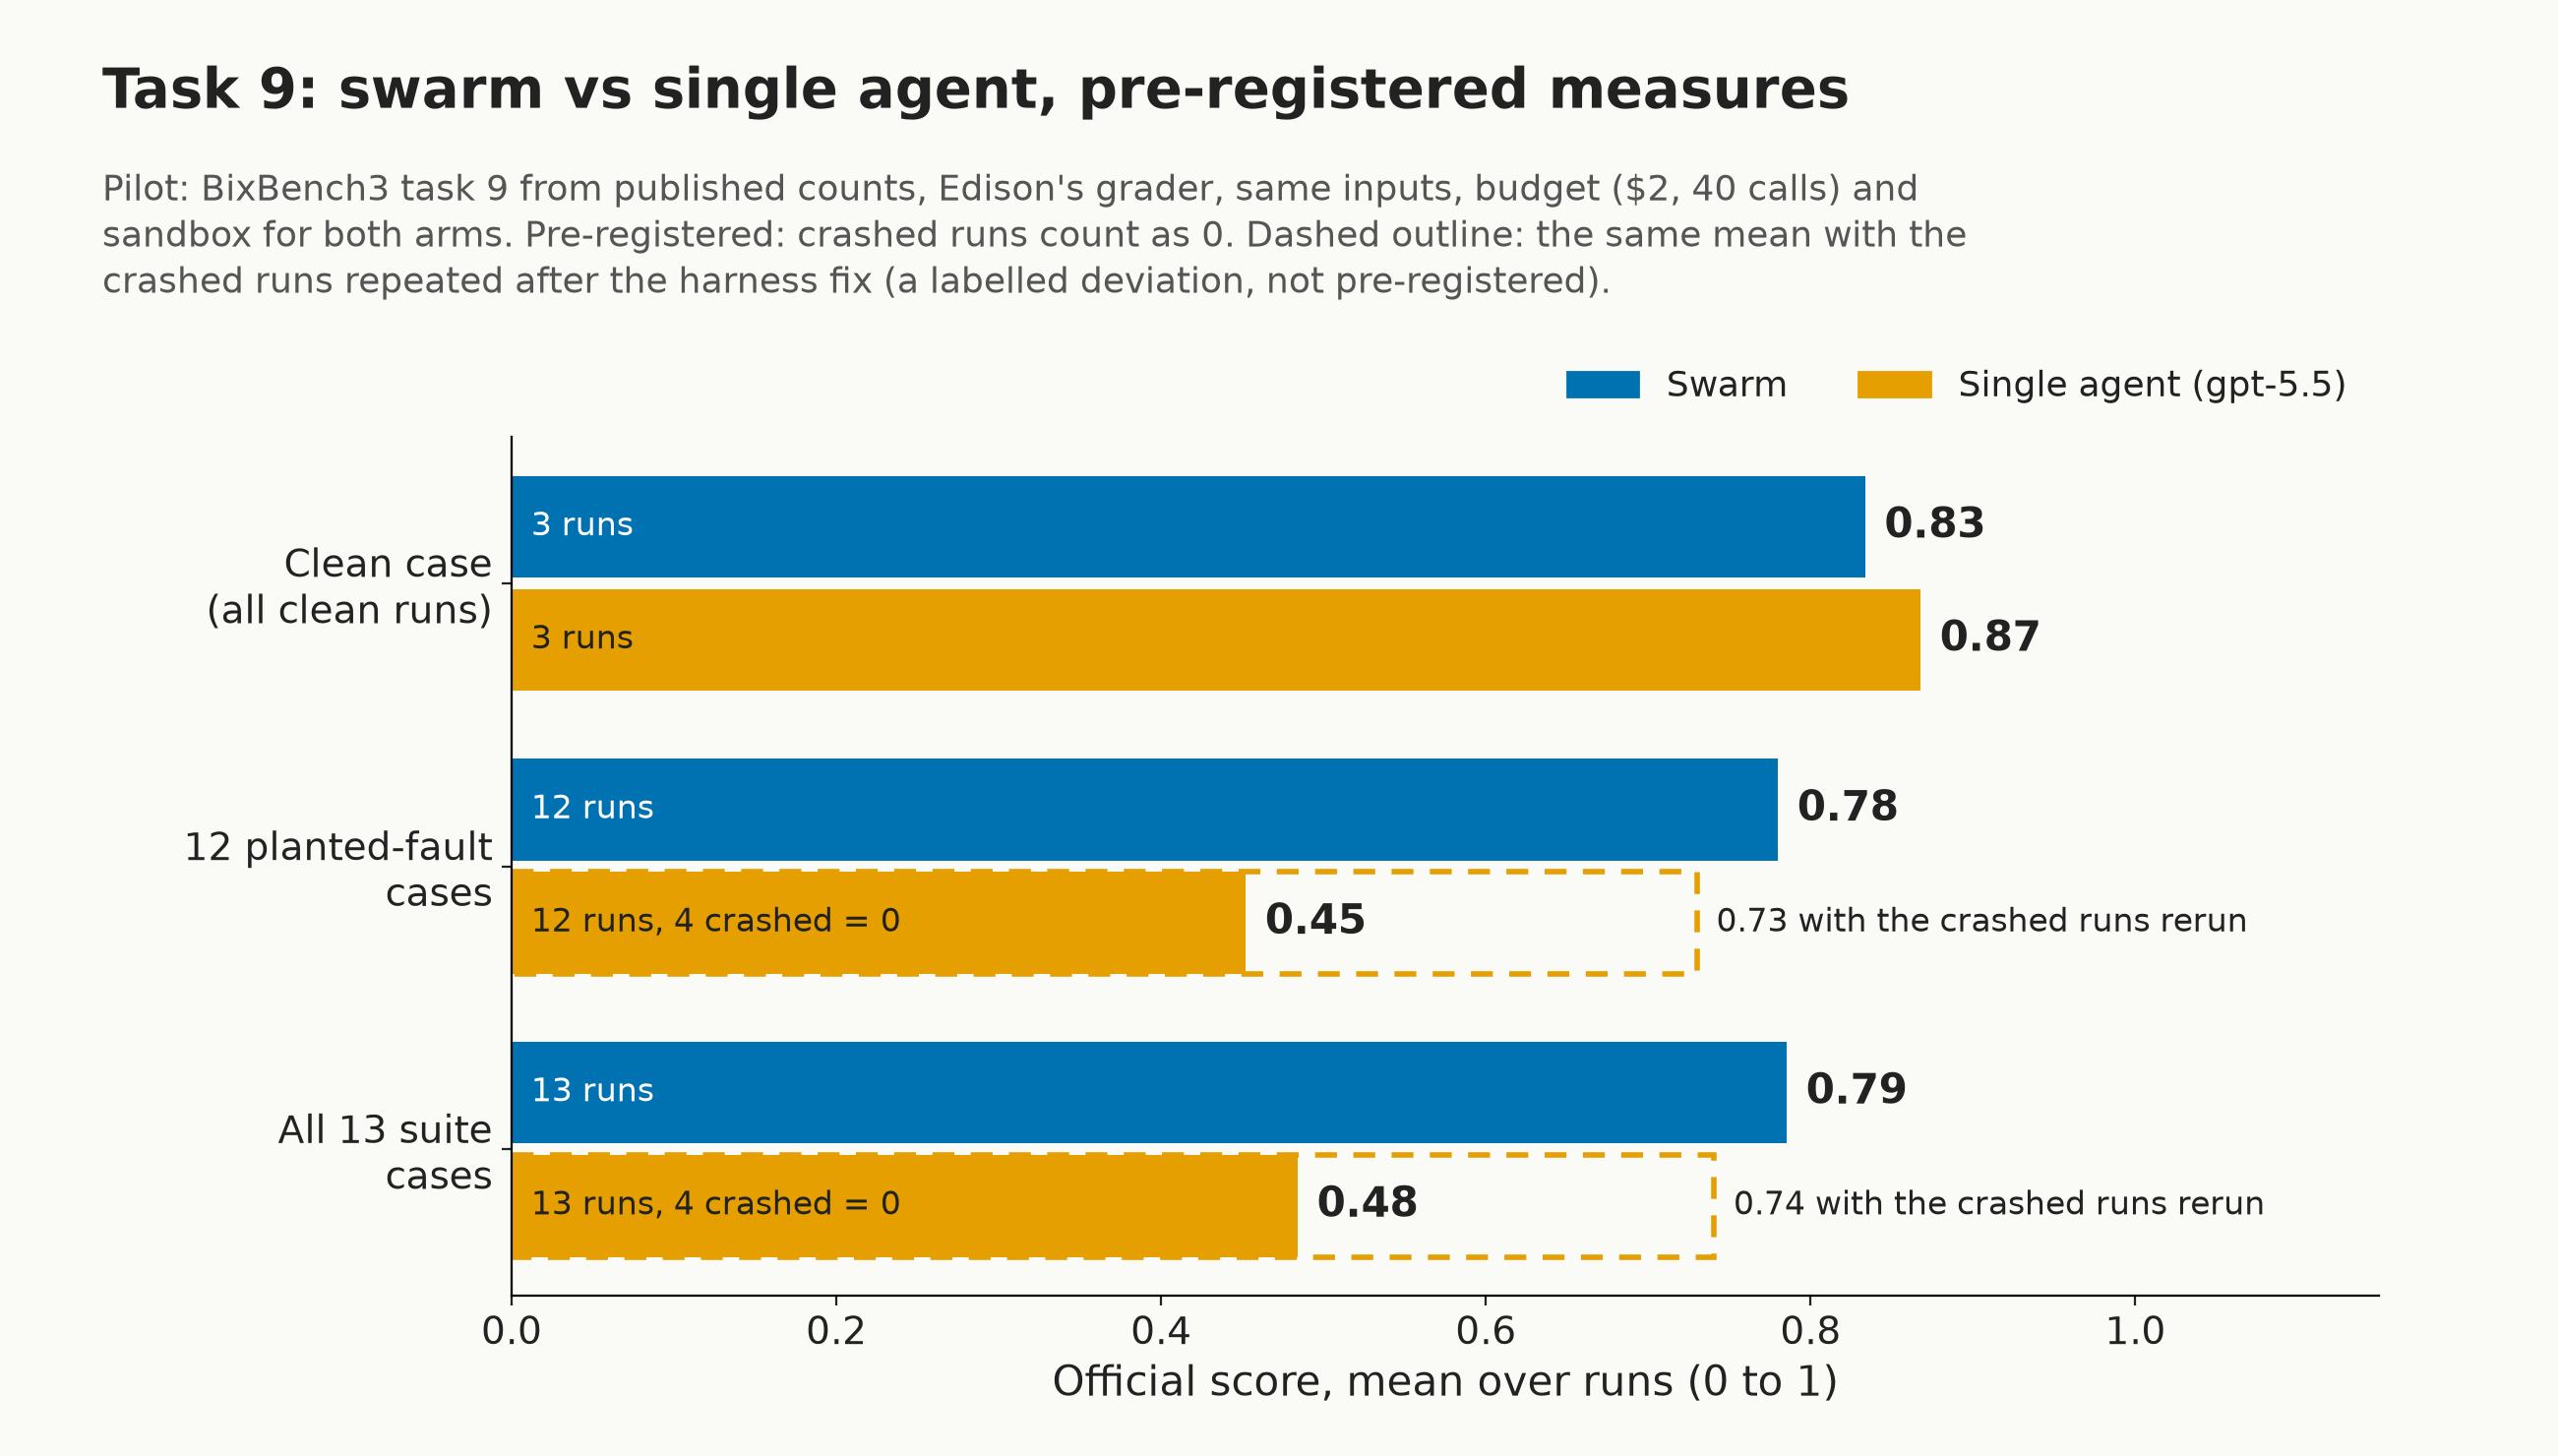 Task 9: swarm vs single agent, pre-registered measures
Pilot: BixBench3 task 9 from published counts, Edison's grader, same inputs, budget ($2, 40 calls) and
sandbox for both arms. Pre-registered: crashed runs count as 0. Dashed outline: the same mean with the
crashed runs repeated after the harness fix (a labelled deviation, not pre-registered).
Swarm
Single agent (gpt-5.5)
Clean case
(all clean runs)
3 runs
0.83
3 runs
0.87
12 planted-fault
cases
12 runs
0.78
12 runs, 4 crashed = 0
0.45
0.73 with the crashed runs rerun
All 13 suite
cases
13 runs
0.79
13 runs, 4 crashed = 0
0.48
0.74 with the crashed runs rerun
0.0
0.2
0.4
0.6
0.8
1.0
Official score, mean over runs (0 to 1)